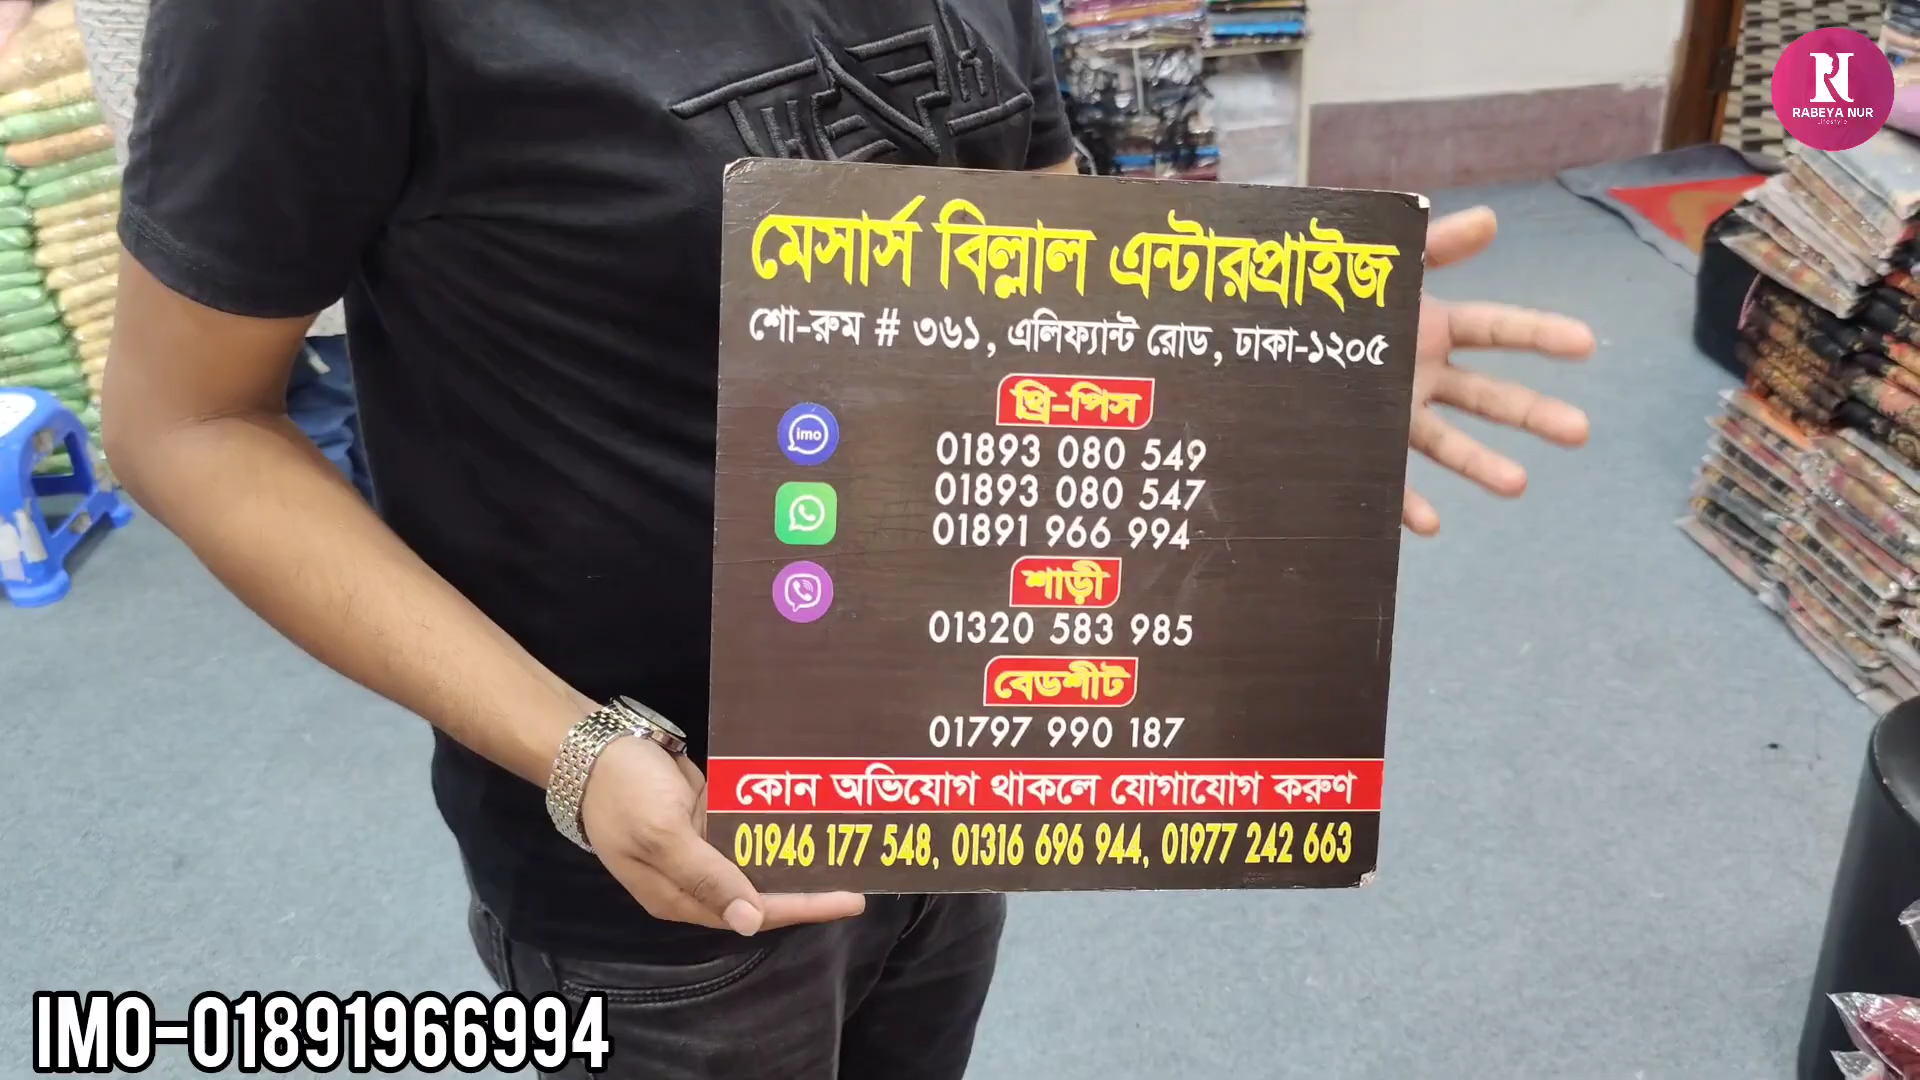 RABEYA NUR
Lifestyle
মেসার্স বিল্লাল এন্টারপ্রাইজ
শো-রুম # ৩৬১, এলিফ্যান্ট রোড, ঢাকা-১২০৫
থ্রি-পিস
imo
01893 080 549
01893 080 547
01891 966 994
শাড়ী
01320 583 985
বেডশীট
01797 990 187
কোন অভিযোগ থাকলে যোগাযোগ করুণ
01946 177 548, 01316 696 944, 01977 242 663
IMO=01891966994